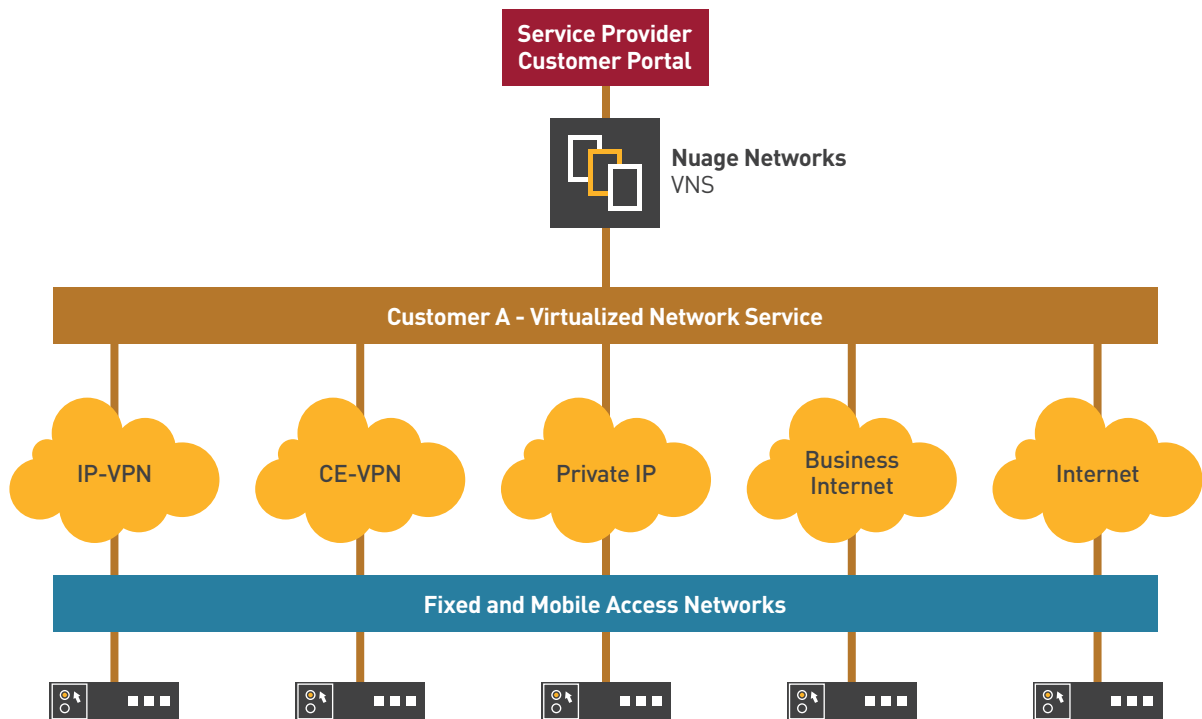 Service Provider
Customer Portal
Nuage Networks
VNS
Customer A - Virtualized Network Service
IP-VPN
CE-VPN
Private IP
Business
Internet
Internet
Fixed and Mobile Access Networks